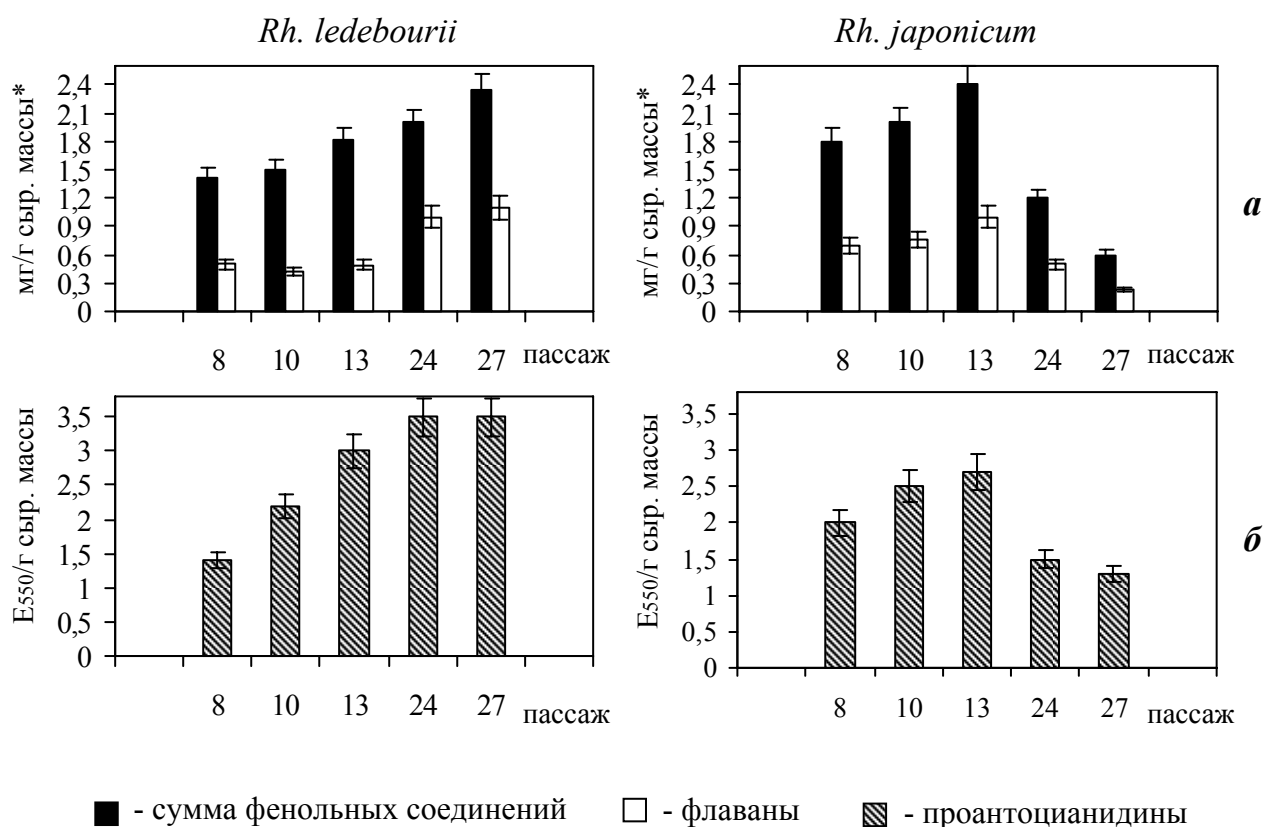 Rh. ledebourii
Rh. japonicum
мг/г сыр. массы*
2,4
2,1
1,8
1,5
1,2
0,9
0,6
0,3
0
8 10 13 24 27 пассаж
мг/г сыр. массы*
2,4
2,1
1,8
1,5
1,2
0,9
0,6
0,3
0
8 10 13 24 27 пассаж
а
E550/г сыр. массы
3,5
3
2,5
2
1,5
1
0,5
0
8 10 13 24 27 пассаж
E550/г сыр. массы
3,5
3
2,5
2
1,5
1
0,5
0
8 10 13 24 27 пассаж
б
- сумма фенольных соединений - флаваны - проантоцианидины